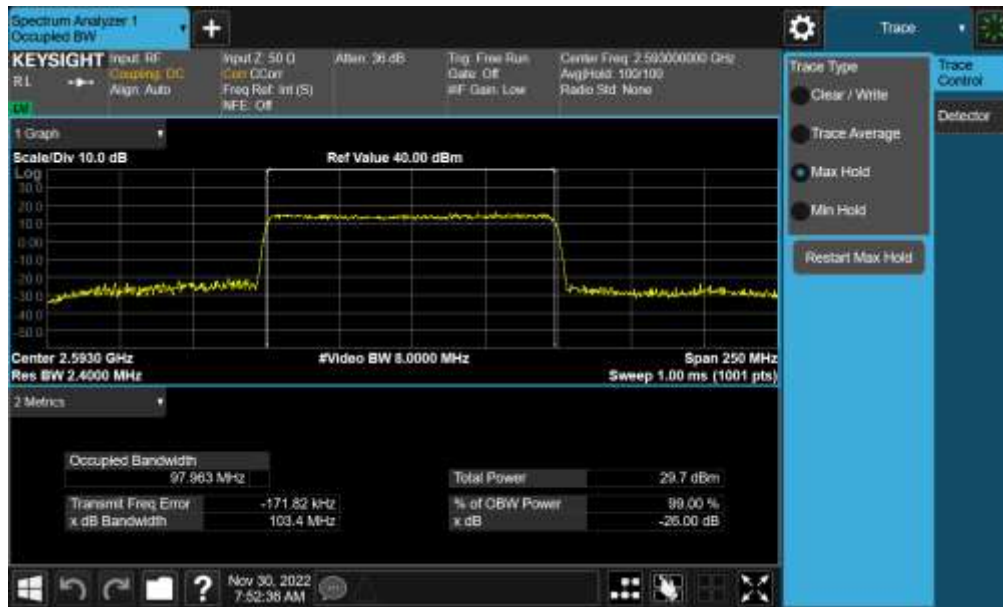 Spectrum Analyzer 1
Occupied BW
+
Trace
KEYSIGHT
RL
Input: RF
Coupling: DC
Align: Auto
Input Z: 50 Ω
Corr CCorr
Freq Ref: Int (S)
NFE: Off
Atten: 36 dB
Trig: Free Run
Gate: Off
#IF Gain: Low
Center Freq: 2.593000000 GHz
Avg|Hold: 100/100
Radio Std: None
Trace Type
Clear / Write
Trace Average
Max Hold
Min Hold
Restart Max Hold
Trace
Control
Detector
1 Graph
Scale/Div 10.0 dB
Ref Value 40.00 dBm
Log
30.0
20.0
10.0
0.00
-10.0
-20.0
-30.0
-40.0
-50.0
Center 2.5930 GHz
#Video BW 8.0000 MHz
Span 250 MHz
Res BW 2.4000 MHz
Sweep 1.00 ms (1001 pts)
2 Metrics
Occupied Bandwidth
97.963 MHz
Total Power 29.7 dBm
Transmit Freq Error -171.82 kHz
% of OBW Power 99.00 %
x dB Bandwidth 103.4 MHz
x dB -26.00 dB
?
Nov 30, 2022
7:52:36 AM